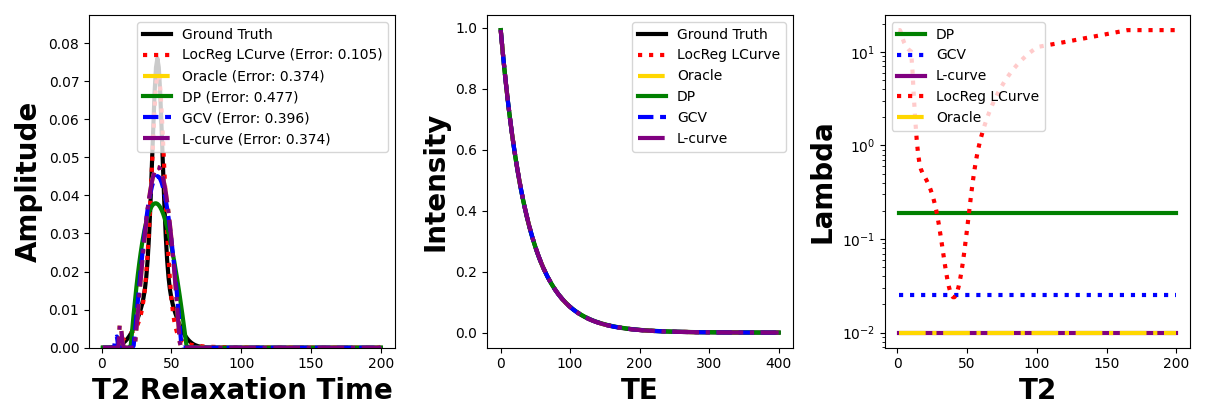 Amplitude
0.08
0.07
0.06
0.05
0.04
0.03
0.02
0.01
0.00
0
50
100
150
200
T2 Relaxation Time
Ground Truth
LocReg LCurve (Error: 0.105)
Oracle (Error: 0.374)
DP (Error: 0.477)
GCV (Error: 0.396)
L-curve (Error: 0.374)
Intensity
1.0
0.8
0.6
0.4
0.2
0.0
0
100
200
300
400
TE
Ground Truth
LocReg LCurve
Oracle
DP
GCV
L-curve
Lambda
10¹
10⁰
10⁻¹
10⁻²
0
50
100
150
200
T2
DP
GCV
L-curve
LocReg LCurve
Oracle